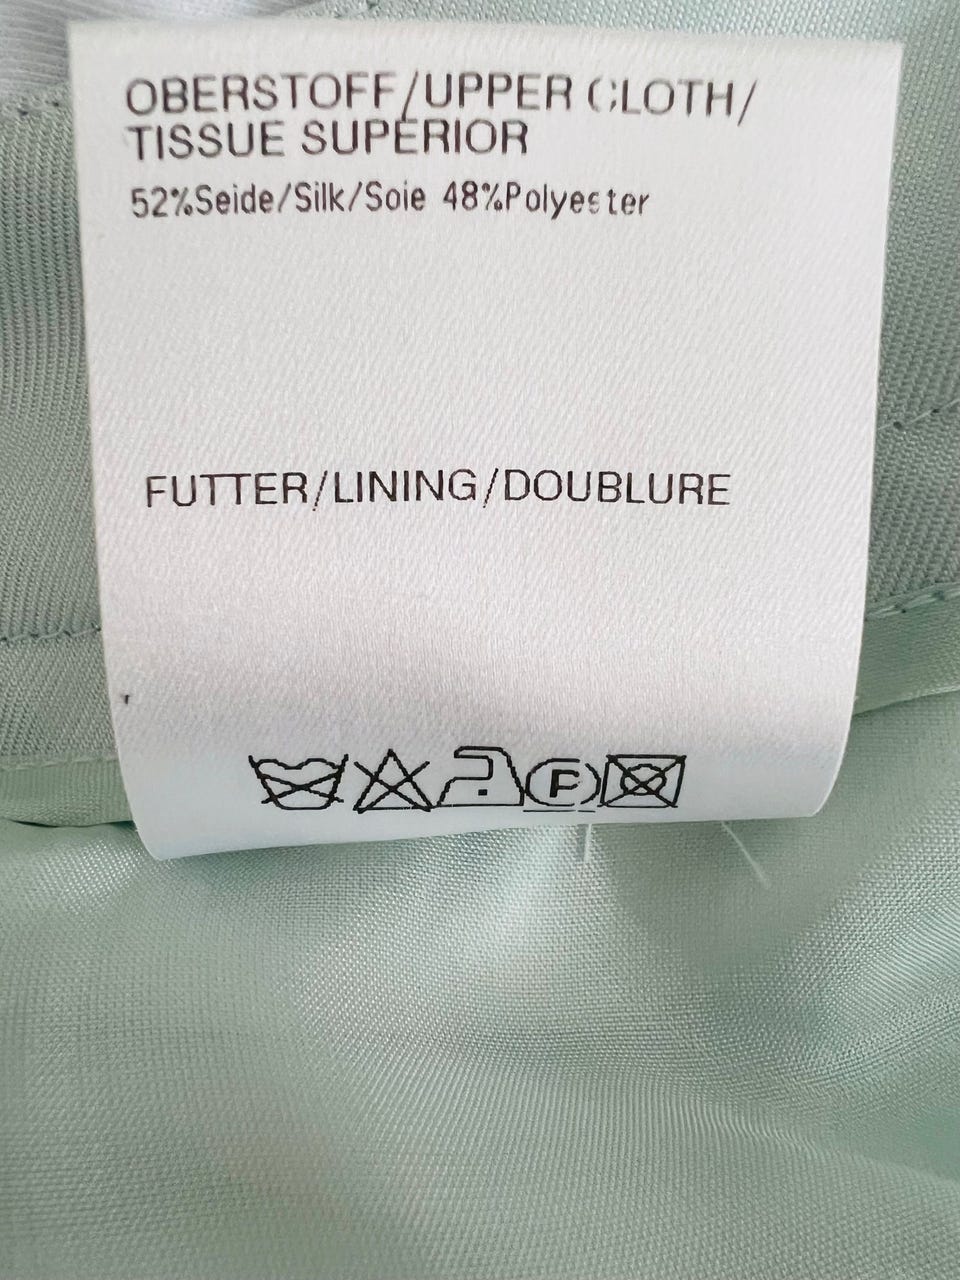 OBERSTOFF/UPPER CLOTH/
TISSUE SUPERIOR
52%Seide/Silk/Soie 48%Polyester
FUTTER/LINING/DOUBLURE
P